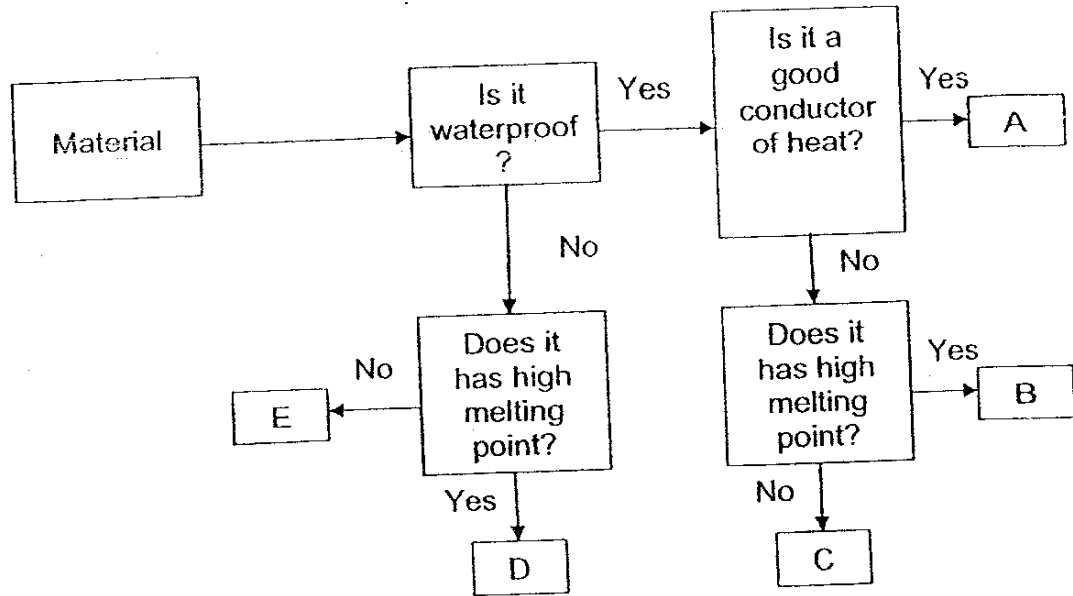 Material
Is it
waterproof
?
Yes
Is it a
good
conductor
of heat?
Yes
A
No
No
Does it
has high
melting
point?
No
E
Yes
D
Does it
has high
melting
point?
Yes
B
No
C